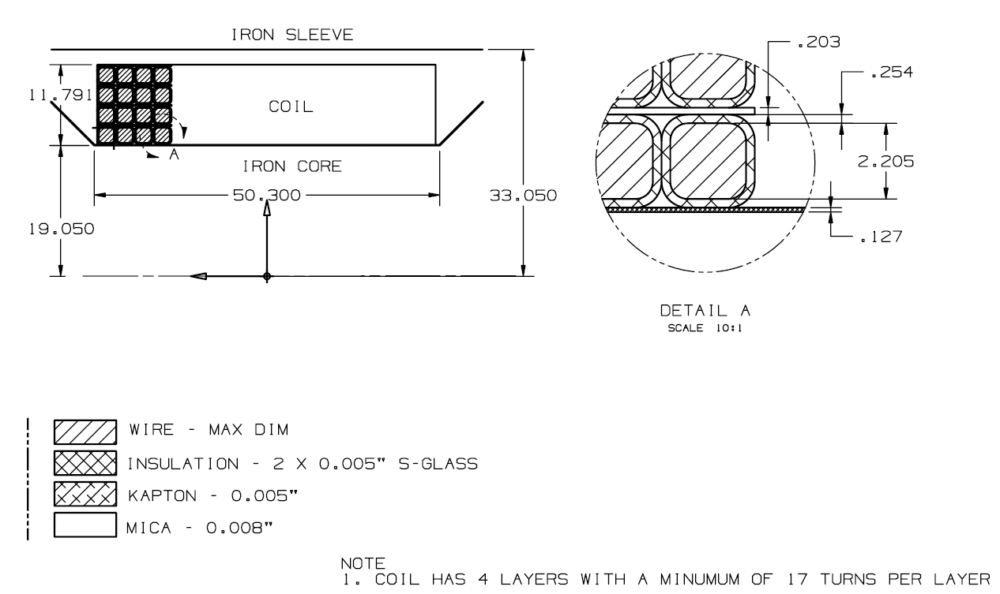 IRON SLEEVE
11.791
COIL
A
IRON CORE
50.300
33.050
19.050
.203
.254
2.205
.127
DETAIL A
SCALE 10:1
WIRE - MAX DIM
INSULATION - 2 X 0.005" S-GLASS
KAPTON - 0.005"
MICA - 0.008"
NOTE
1. COIL HAS 4 LAYERS WITH A MINUMUM OF 17 TURNS PER LAYER